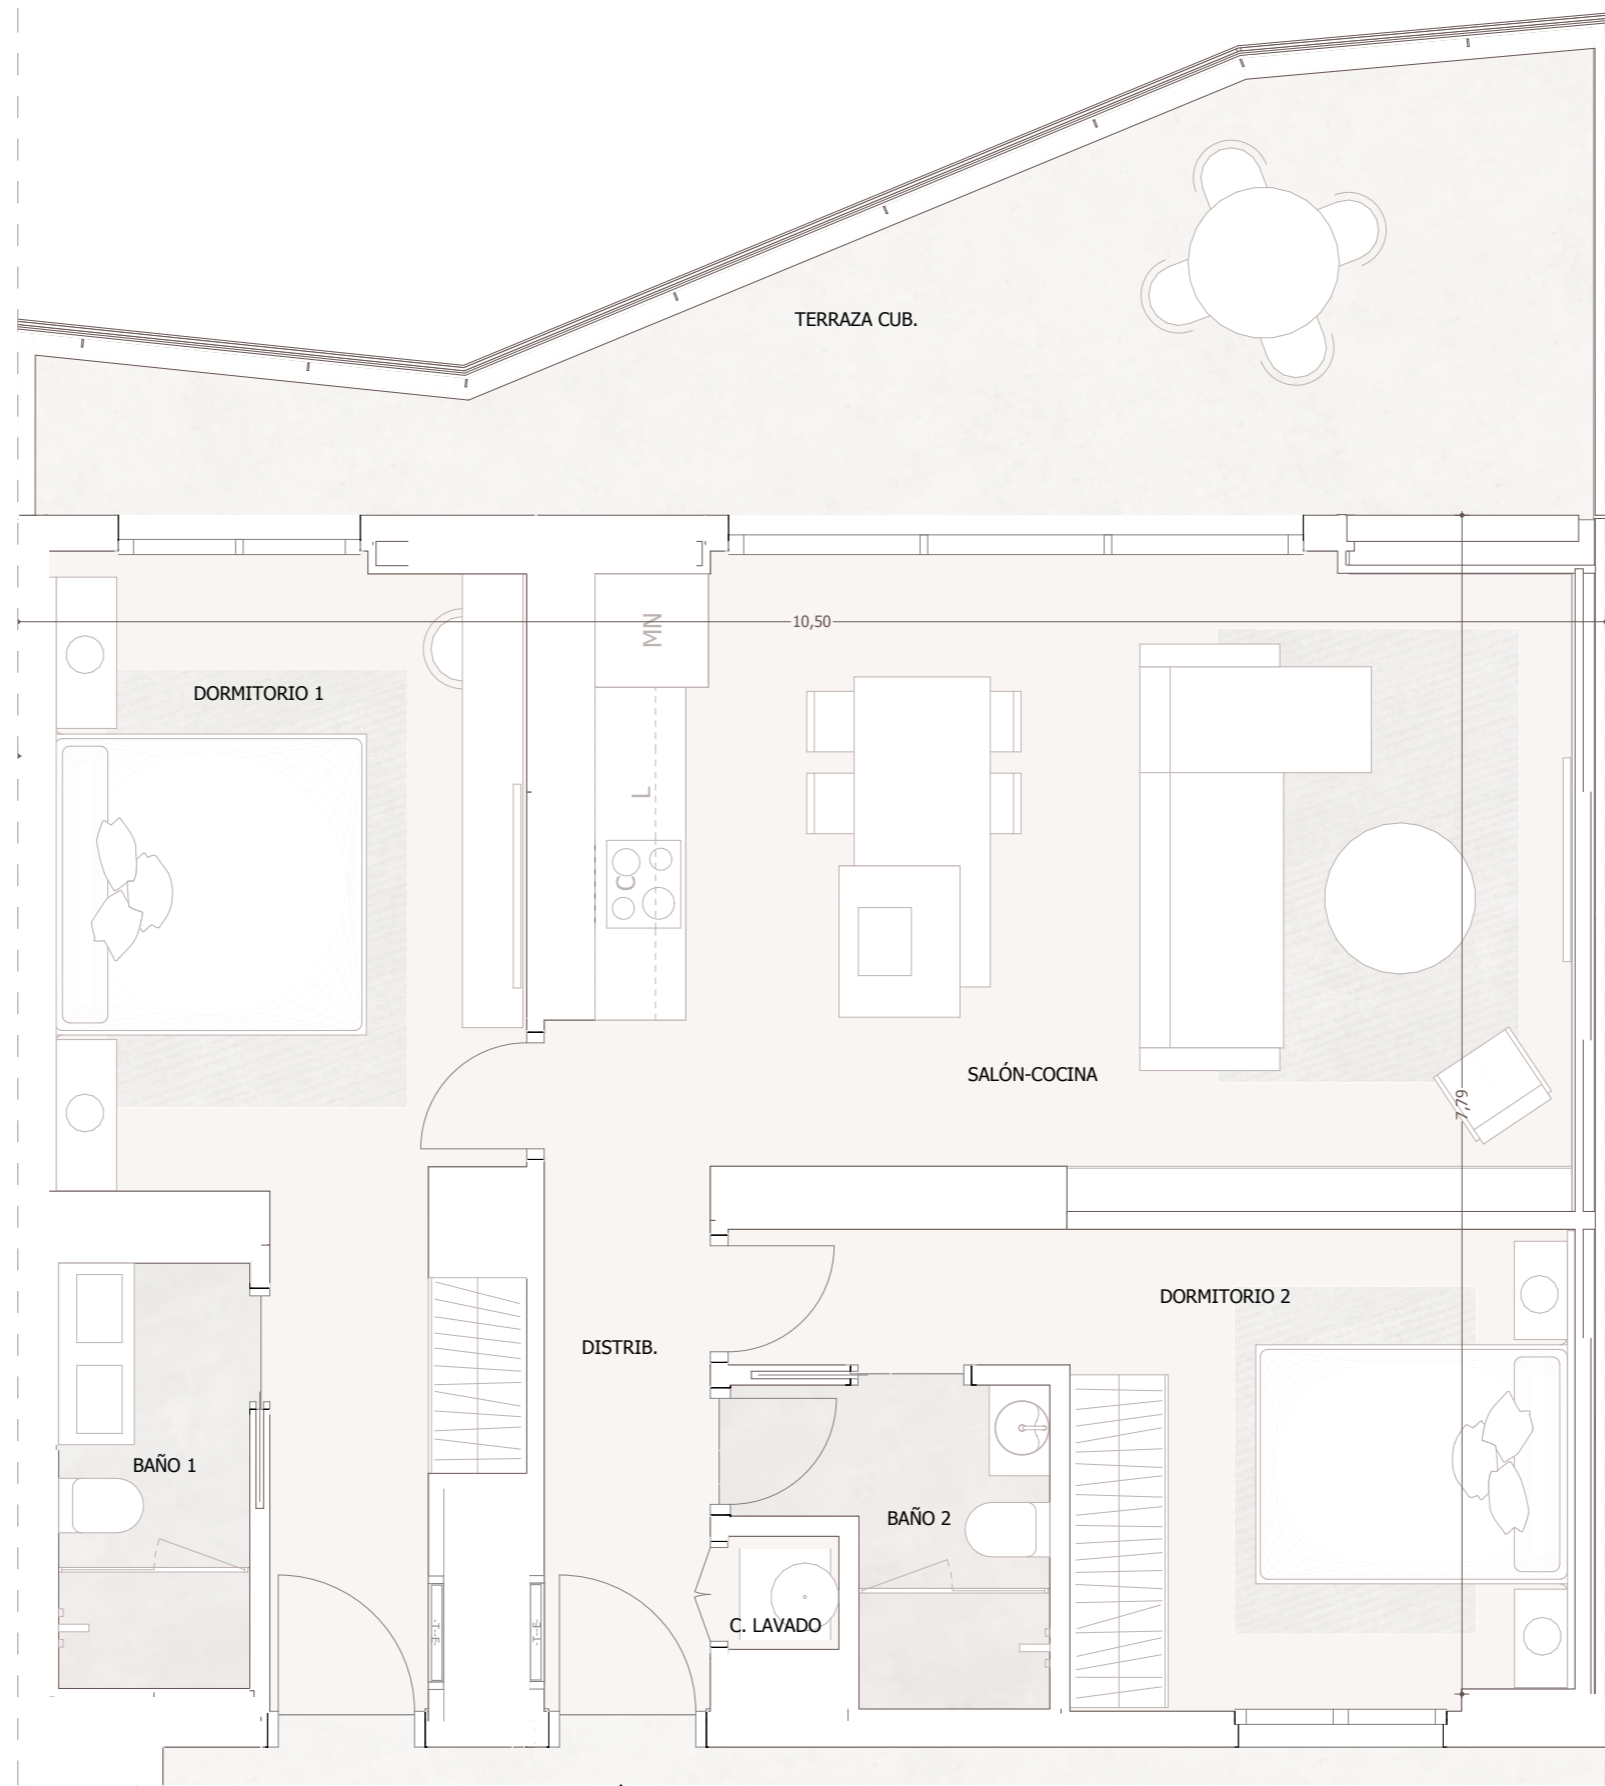 TERRAZA CUB.
10,50
MN
DORMITORIO 1
L
C
SALÓN-COCINA
7,79
DORMITORIO 2
DISTRIB.
BAÑO 1
BAÑO 2
C. LAVADO
-T-E-
-T-E-